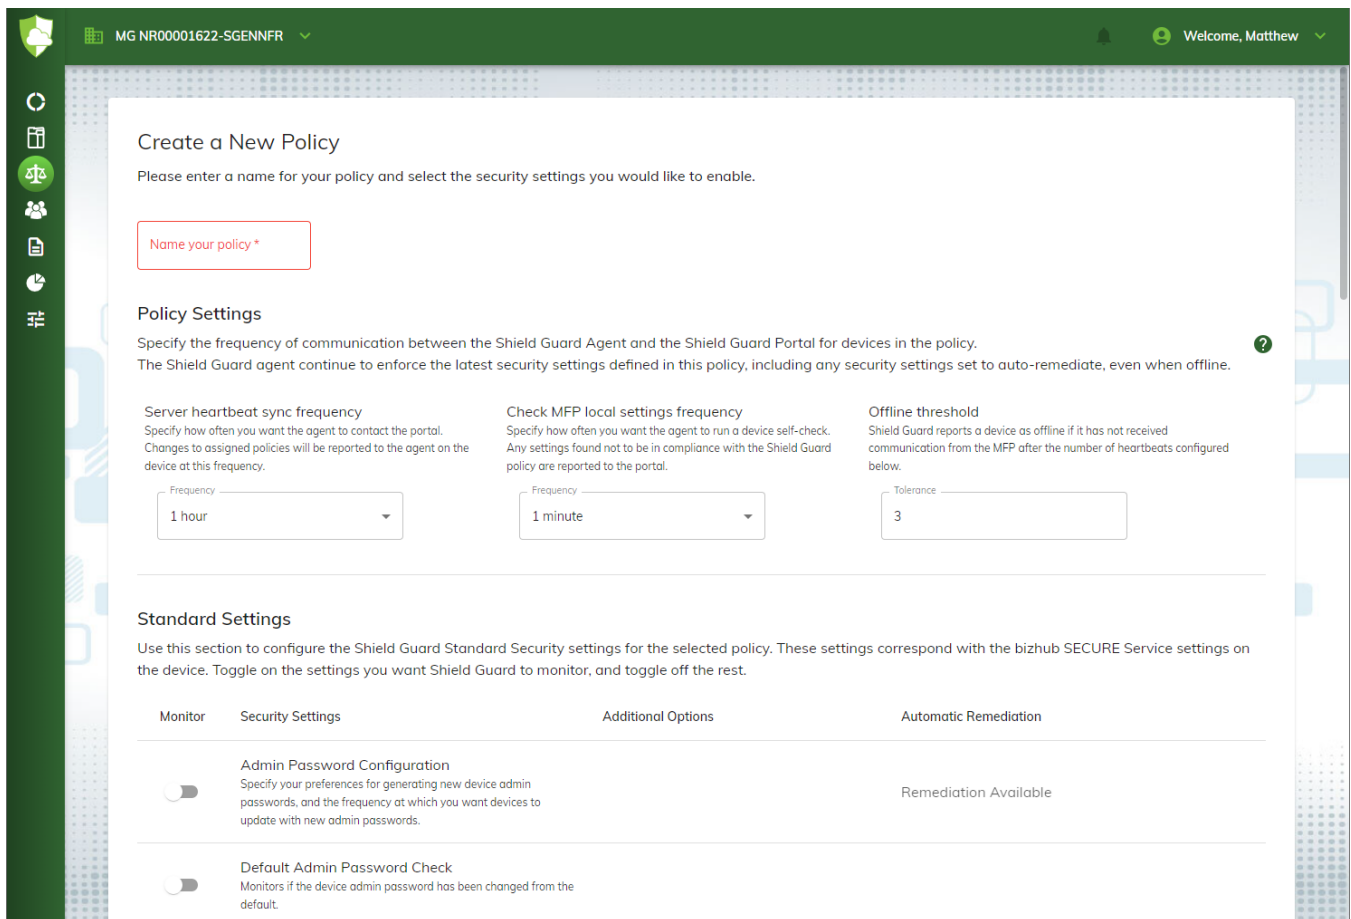 MG NR00001622-SGENNFR
Welcome, Matthew
Create a New Policy
Please enter a name for your policy and select the security settings you would like to enable.
Name your policy *
Policy Settings
Specify the frequency of communication between the Shield Guard Agent and the Shield Guard Portal for devices in the policy.
?
The Shield Guard agent continue to enforce the latest security settings defined in this policy, including any security settings set to auto-remediate, even when offline.
Server heartbeat sync frequency
Specify how often you want the agent to contact the portal.
Changes to assigned policies will be reported to the agent on the
device at this frequency.
Frequency
1 hour
Check MFP local settings frequency
Specify how often you want the agent to run a device self-check.
Any settings found not to be in compliance with the Shield Guard
policy are reported to the portal.
Frequency
1 minute
Offline threshold
Shield Guard reports a device as offline if it has not received
communication from the MFP after the number of heartbeats configured
below.
Tolerance
3
Standard Settings
Use this section to configure the Shield Guard Standard Security settings for the selected policy. These settings correspond with the bizhub SECURE Service settings on
the device. Toggle on the settings you want Shield Guard to monitor, and toggle off the rest.
Monitor Security Settings Additional Options Automatic Remediation
Admin Password Configuration
Specify your preferences for generating new device admin
passwords, and the frequency at which you want devices to
update with new admin passwords.
Remediation Available
Default Admin Password Check
Monitors if the device admin password has been changed from the
default.